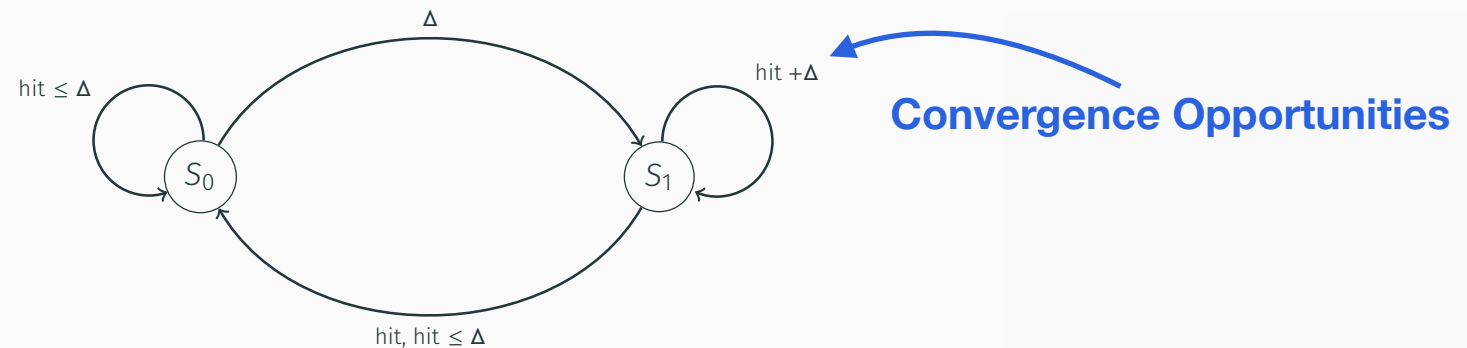 Δ
hit ≤ Δ
hit +Δ
Convergence Opportunities
S₀
S₁
hit, hit ≤ Δ